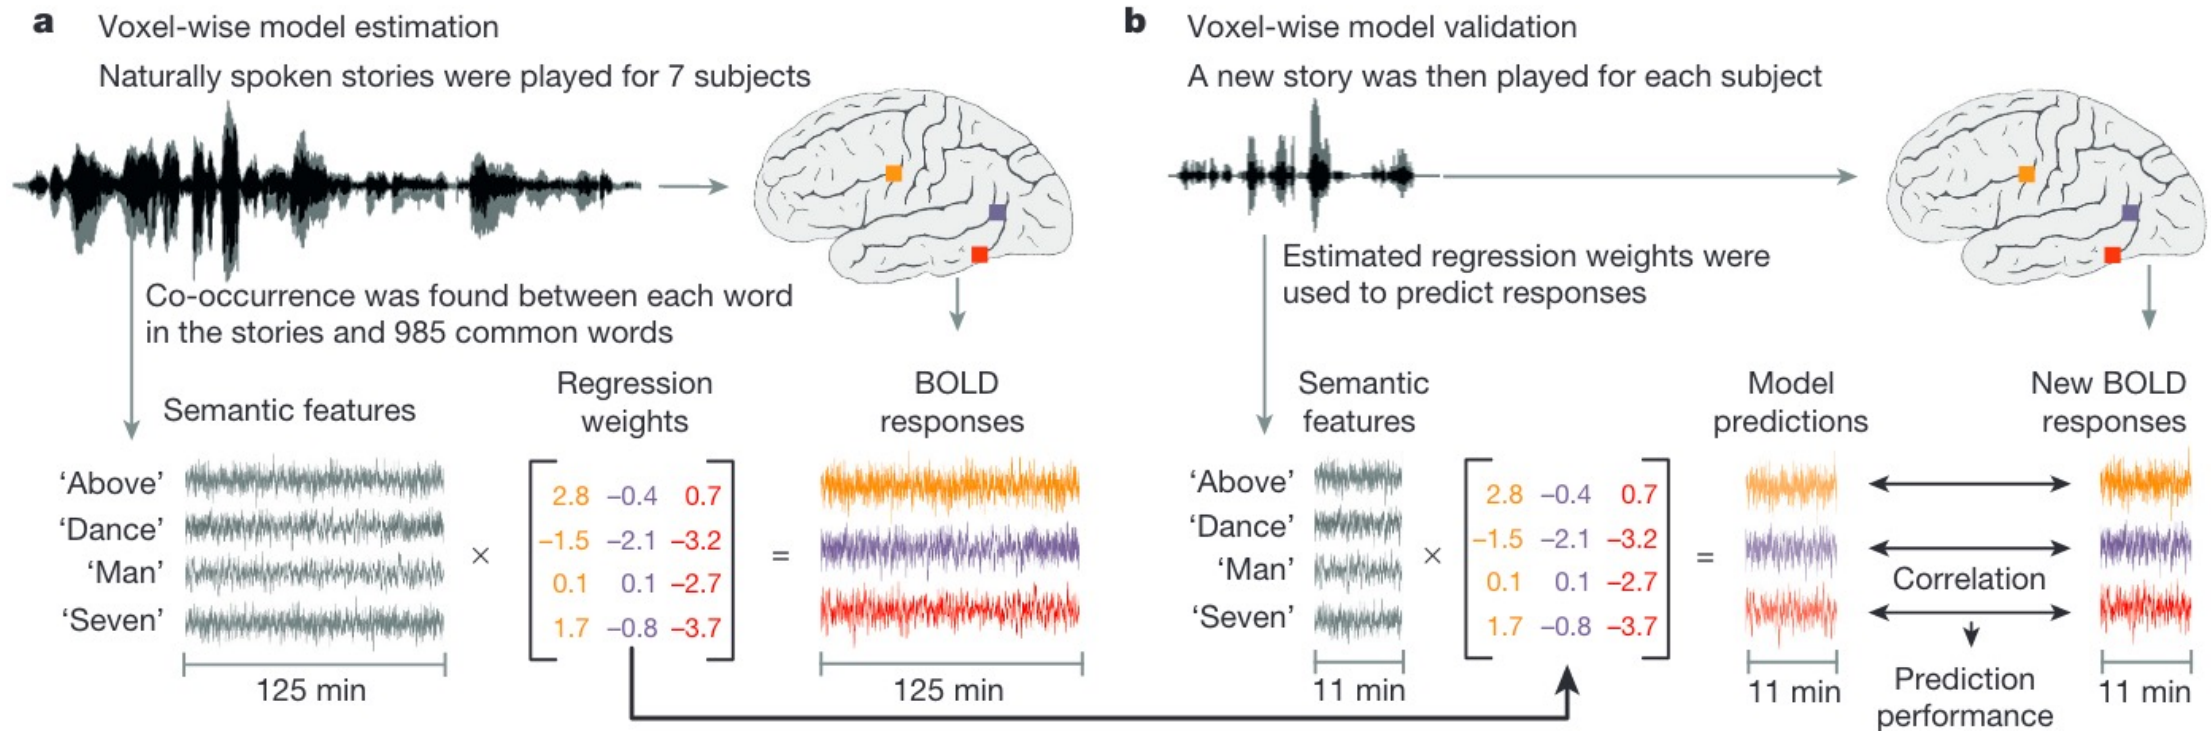 a Voxel-wise model estimation
Naturally spoken stories were played for 7 subjects
Co-occurrence was found between each word
in the stories and 985 common words
Semantic features
Regression
weights
BOLD
responses
‘Above’
‘Dance’
‘Man’
‘Seven’
×
2.8 −0.4 0.7
−1.5 −2.1 −3.2
0.1 0.1 −2.7
1.7 −0.8 −3.7
=
125 min
125 min
b Voxel-wise model validation
A new story was then played for each subject
Estimated regression weights were
used to predict responses
Semantic
features
Model
predictions
New BOLD
responses
‘Above’
‘Dance’
‘Man’
‘Seven’
×
2.8 −0.4 0.7
−1.5 −2.1 −3.2
0.1 0.1 −2.7
1.7 −0.8 −3.7
=
Correlation
Prediction
performance
11 min
11 min
11 min